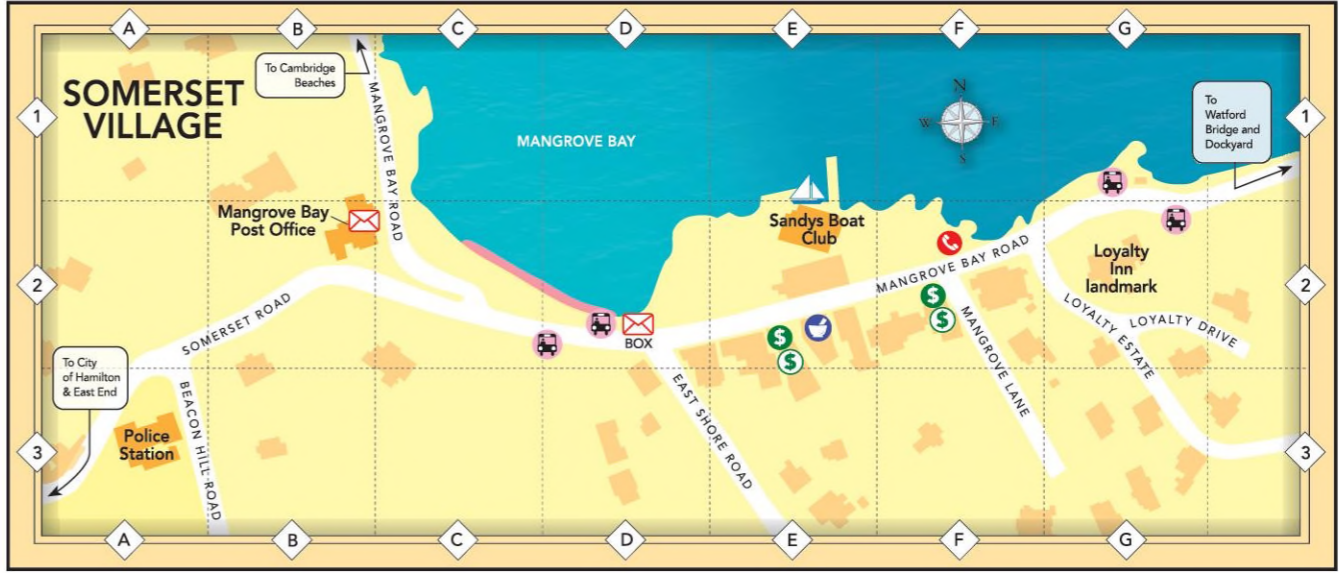 A B C D E F G
SOMERSET
VILLAGE
To Cambridge
Beaches
MANGROVE BAY ROAD
MANGROVE BAY
N
W E
S
To
Watford
Bridge and
Dockyard
1
1
Mangrove Bay
Post Office
Sandys Boat
Club
MANGROVE BAY ROAD
Loyalty
Inn
landmark
2
2
SOMERSET ROAD
$
$
BOX
$
$
MANGROVE LANE
LOYALTY ESTATE
LOYALTY DRIVE
To City
of Hamilton
& East End
BEACON HILL ROAD
EAST SHORE ROAD
Police
Station
3
3
A B C D E F G